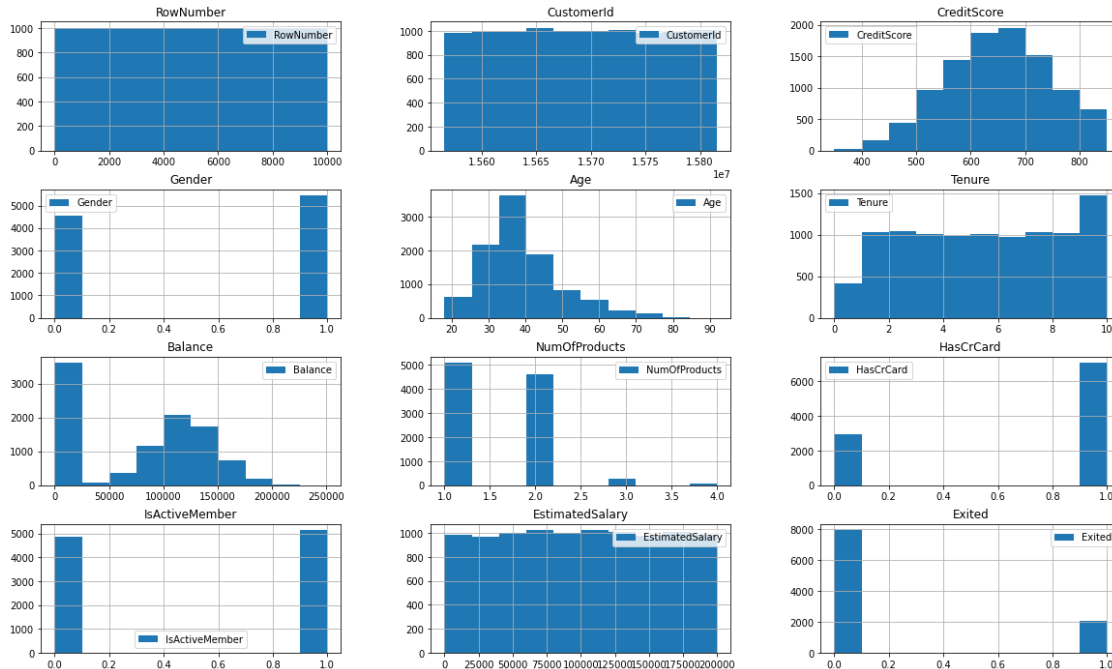 RowNumber
1000
800
600
400
200
0
RowNumber
0 2000 4000 6000 8000 10000
CustomerId
1000
800
600
400
200
0
CustomerId
1.560 1.565 1.570 1.575 1.580
1e7
CreditScore
2000
1500
1000
500
0
CreditScore
400 500 600 700 800
Gender
5000
4000
3000
2000
1000
0
Gender
0.0 0.2 0.4 0.6 0.8 1.0
Age
3000
2000
1000
0
Age
20 30 40 50 60 70 80 90
Tenure
1500
1000
500
0
Tenure
0 2 4 6 8 10
Balance
3000
2000
1000
0
Balance
0 50000 100000 150000 200000 250000
NumOfProducts
5000
4000
3000
2000
1000
0
NumOfProducts
1.0 1.5 2.0 2.5 3.0 3.5 4.0
HasCrCard
6000
4000
2000
0
HasCrCard
0.0 0.2 0.4 0.6 0.8 1.0
IsActiveMember
5000
4000
3000
2000
1000
0
IsActiveMember
0.0 0.2 0.4 0.6 0.8 1.0
EstimatedSalary
1000
800
600
400
200
0
EstimatedSalary
0 25000 50000 75000 100000 125000 150000 175000 200000
Exited
8000
6000
4000
2000
0
Exited
0.0 0.2 0.4 0.6 0.8 1.0